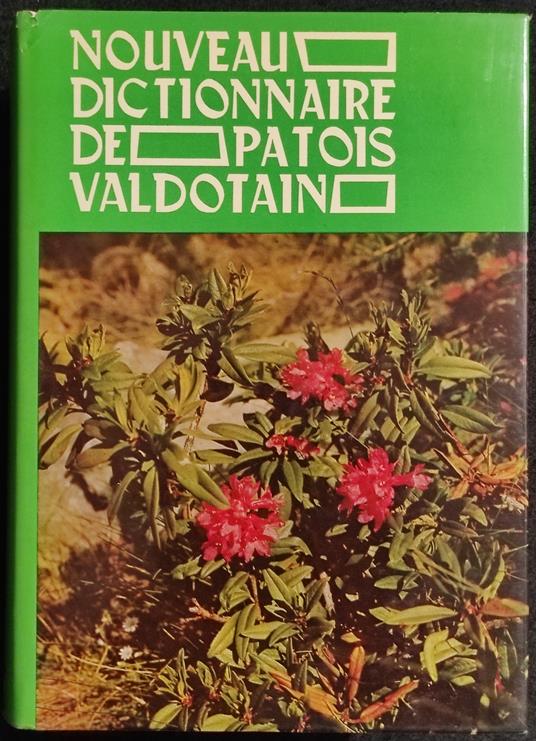 NOUVEAU
DICTIONNAIRE
DE PATOIS
VALDOTAIN